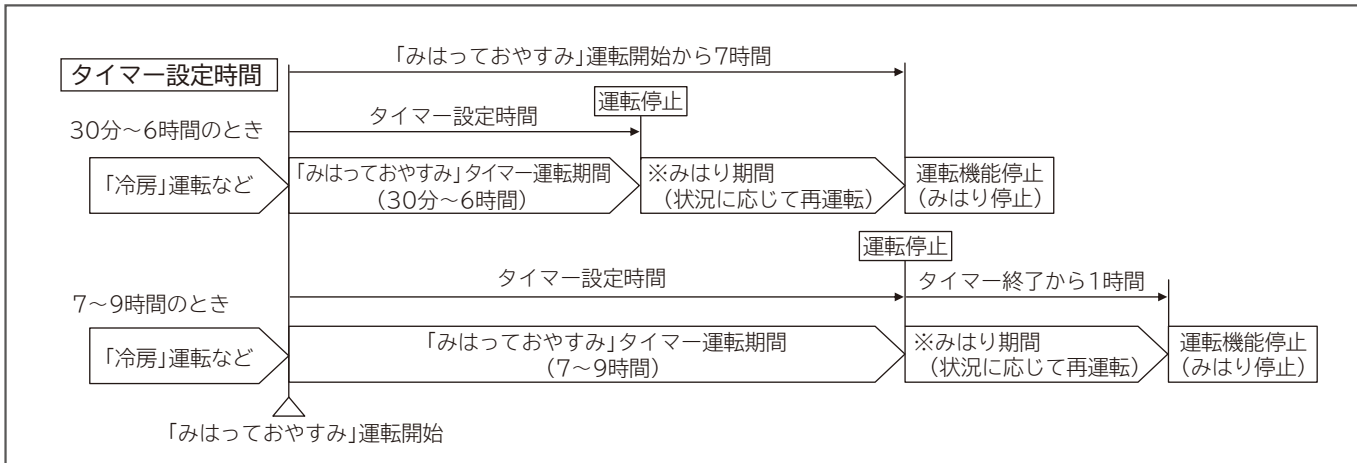 「みはっておやすみ」運転開始から7時間
タイマー設定時間
運転停止
タイマー設定時間
30分～6時間のとき
「冷房」運転など
「みはっておやすみ」タイマー運転期間
(30分～6時間)
※みはり期間
(状況に応じて再運転)
運転機能停止
(みはり停止)
運転停止
タイマー設定時間
タイマー終了から1時間
7～9時間のとき
「冷房」運転など
「みはっておやすみ」タイマー運転期間
(7～9時間)
※みはり期間
(状況に応じて再運転)
運転機能停止
(みはり停止)
「みはっておやすみ」運転開始